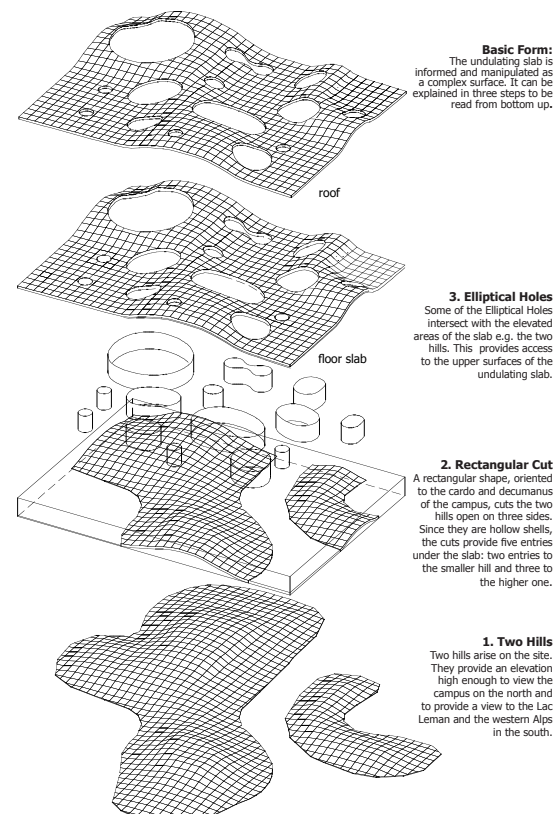 Basic Form:
The undulating slab is
informed and manipulated as
a complex surface. It can be
explained in three steps to be
read from bottom up.
roof
3. Elliptical Holes
Some of the Elliptical Holes
intersect with the elevated
areas of the slab e.g. the two
hills. This provides access
to the upper surfaces of the
undulating slab.
floor slab
2. Rectangular Cut
A rectangular shape, oriented
to the cardo and decumanus
of the campus, cuts the two
hills open on three sides.
Since they are hollow shells,
the cuts provide five entries
under the slab: two entries to
the smaller hill and three to
the higher one.
1. Two Hills
Two hills arise on the site.
They provide an elevation
high enough to view the
campus on the north and
to provide a view to the Lac
Leman and the western Alps
in the south.